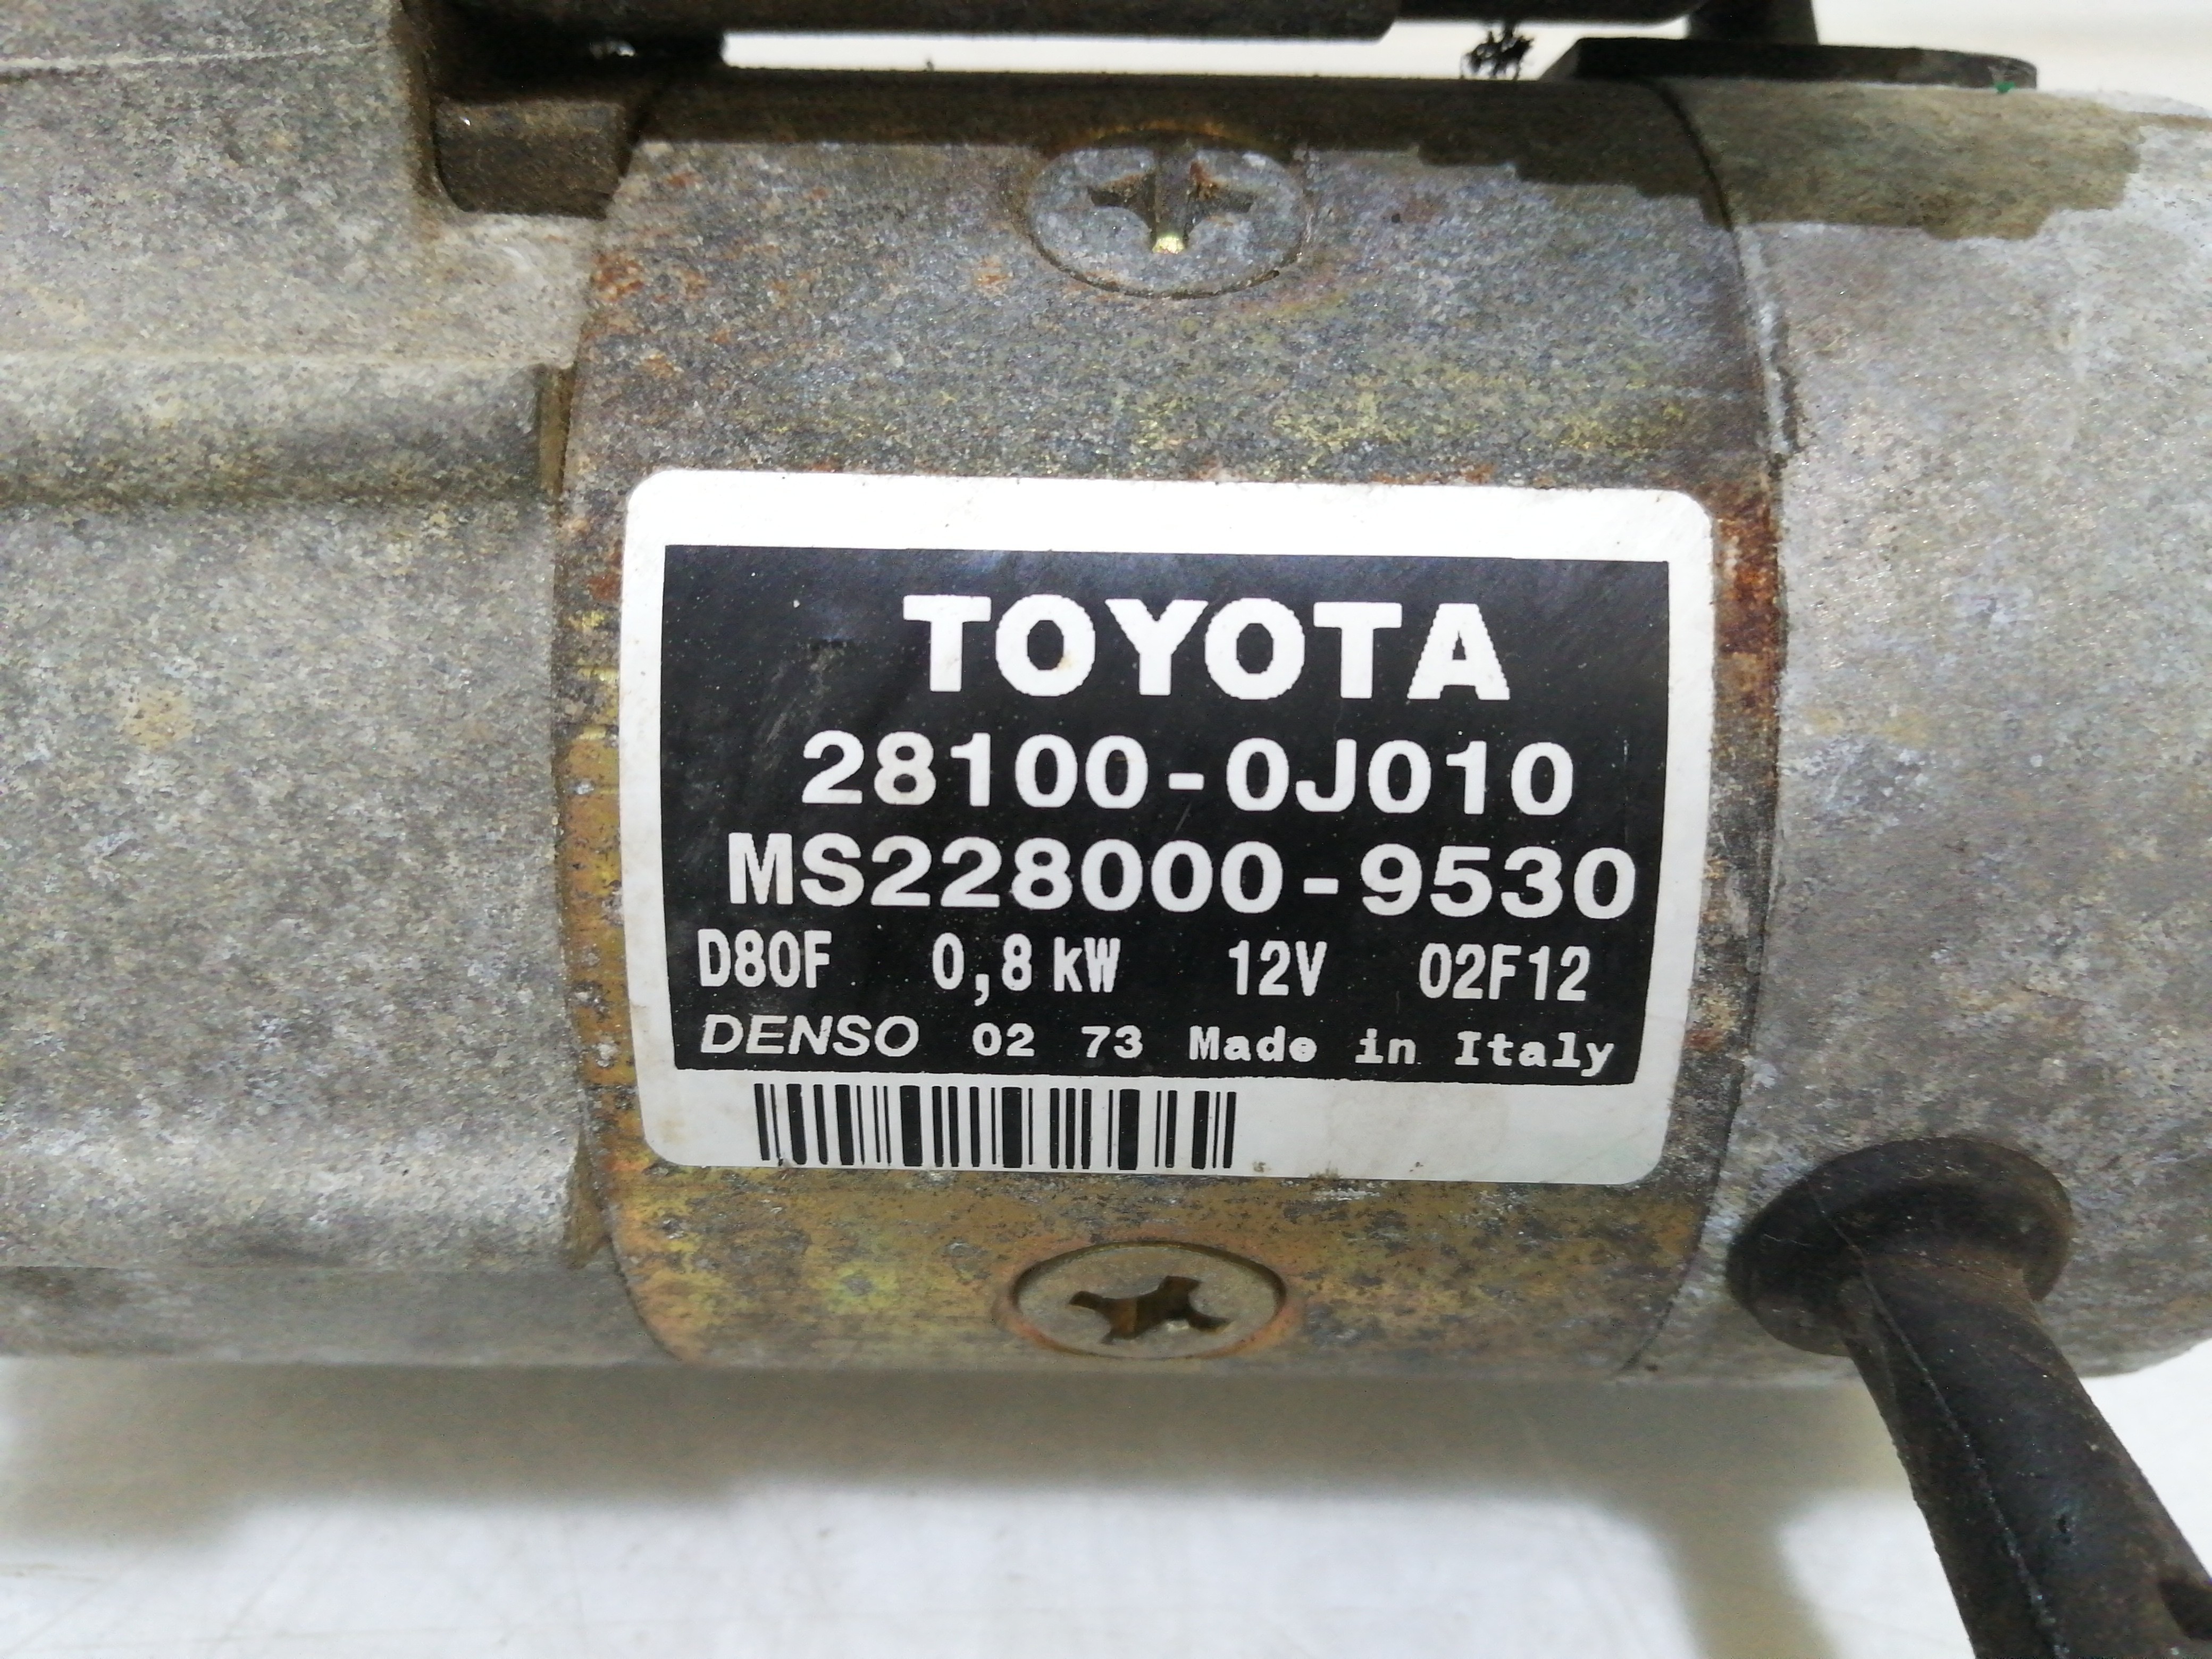 TOYOTA
28100-0J010
MS228000-9530
D80F 0,8 kW 12V 02F12
DENSO 02 73 Made in Italy